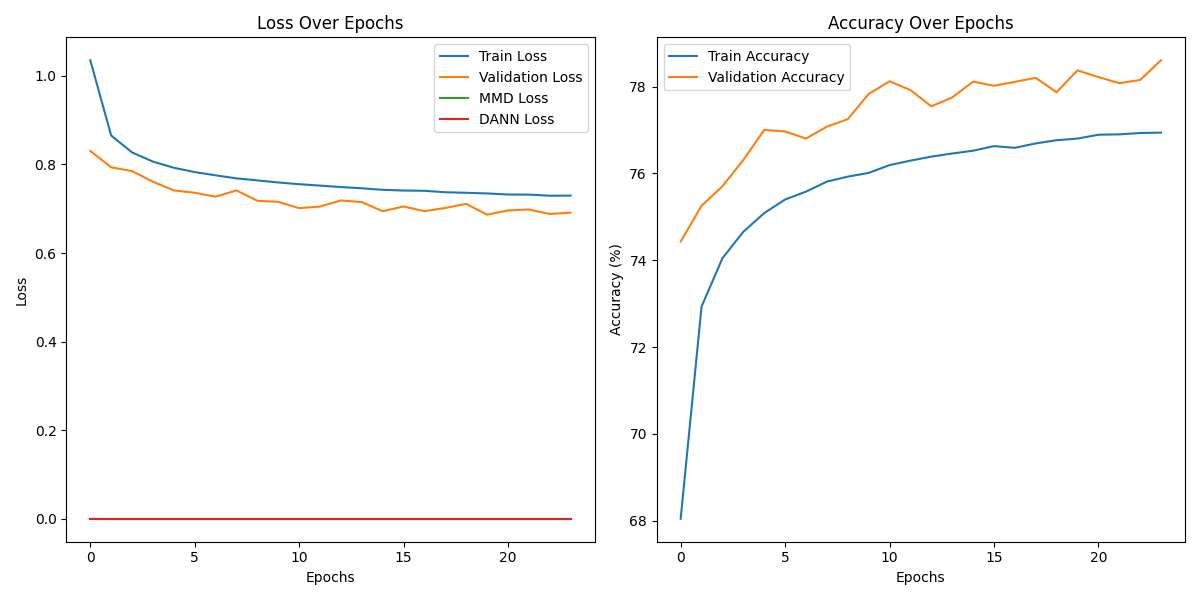 Loss Over Epochs
Train Loss
Validation Loss
MMD Loss
DANN Loss
1.0
0.8
0.6
0.4
0.2
0.0
Loss
0 5 10 15 20
Epochs
Accuracy Over Epochs
Train Accuracy
Validation Accuracy
78
76
74
72
70
68
Accuracy (%)
0 5 10 15 20
Epochs